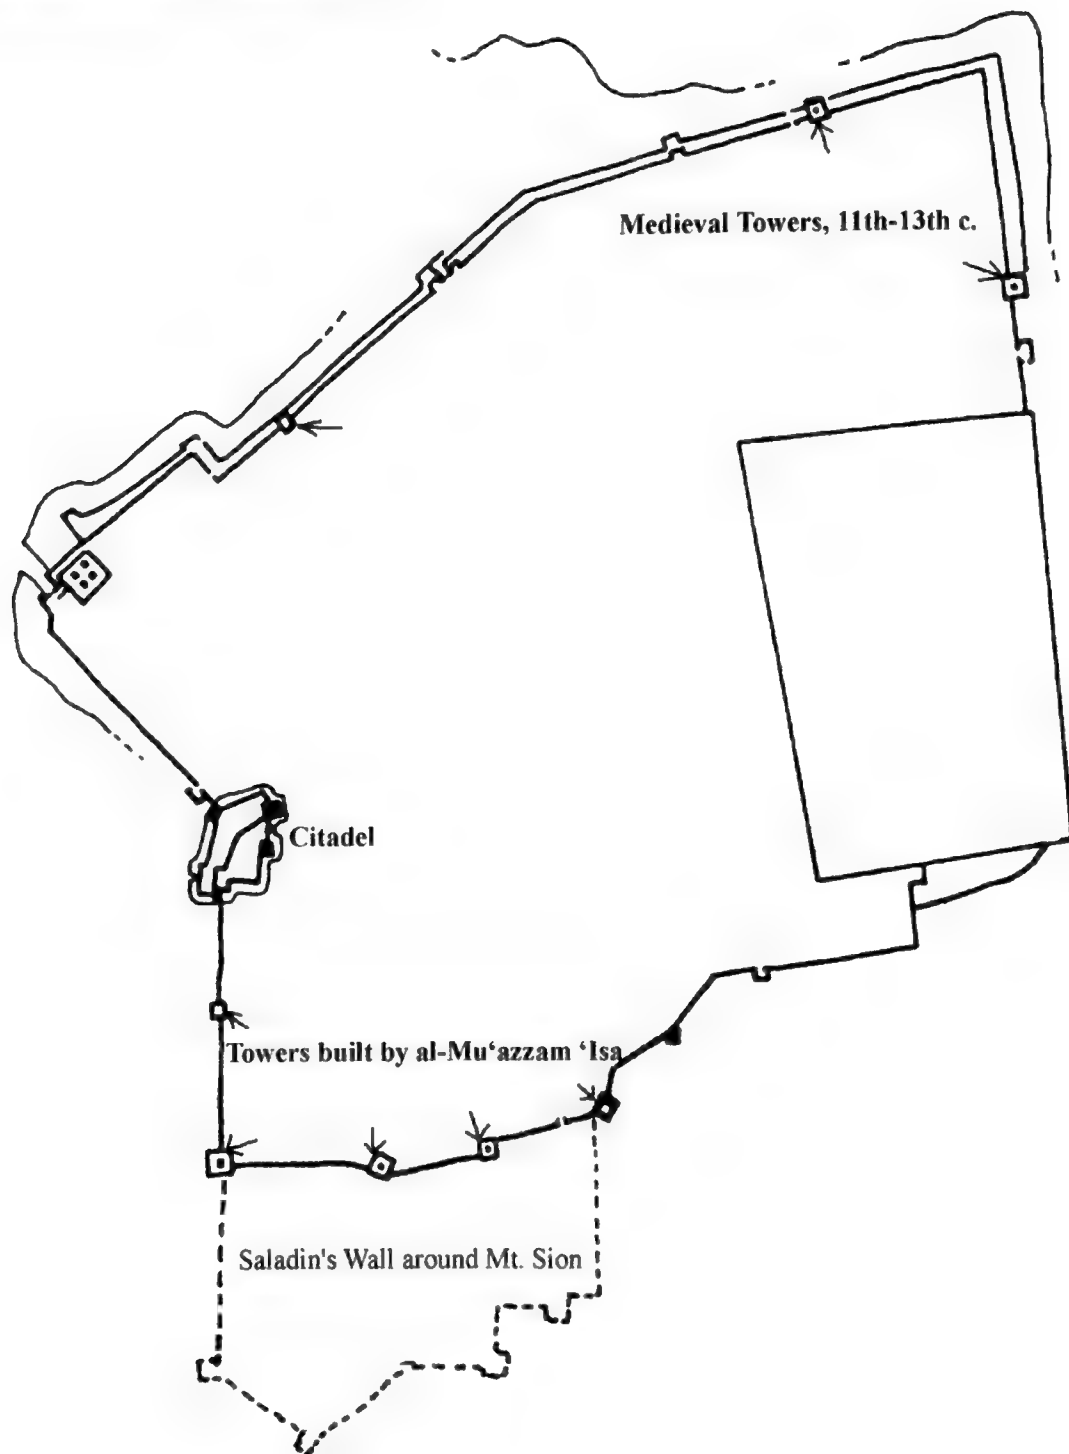 Medieval Towers, 11th-13th c.
Citadel
Towers built by al-Mu‘azzam ‘Isa
Saladin's Wall around Mt. Sion